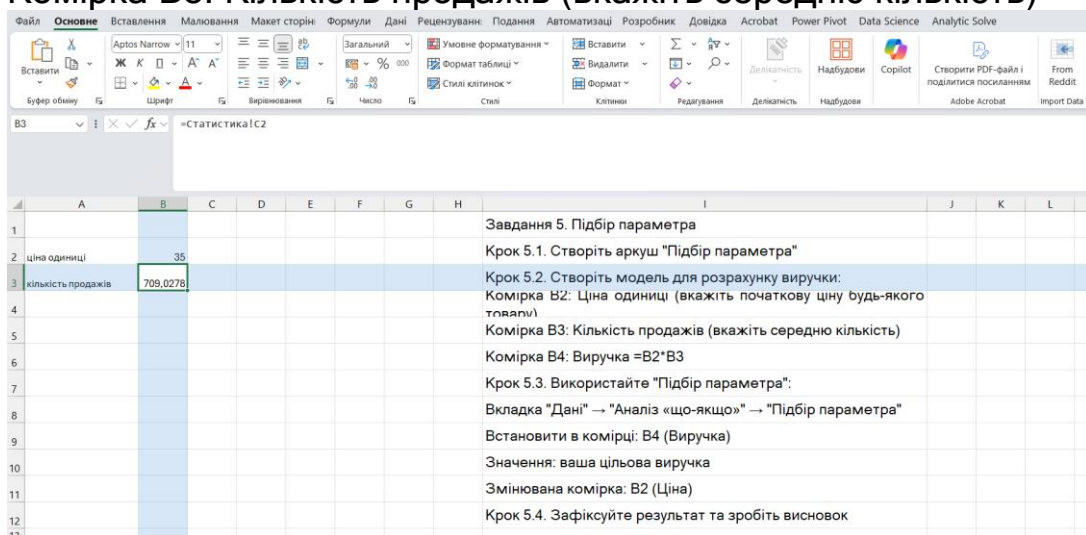 Комірка B3: Кількість продажів (вкажіть середню кількість)
Файл Основне Вставлення Малювання Макет сторінк Формули Дані Рецензуванн: Подання Автоматизаці Розробник Довідка Acrobat Power Pivot Data Science Analytic Solve
Вставити
Буфер обміну
Aptos Narrow 11
Ж К П
Шрифт
Вирівнювання
Загальний
% 000
Число
Умовне форматування
Формат таблиці
Стилі клітинок
Стилі
Вставити
Видалити
Формат
Клітинки
Редагування
Делікатність
Делікатність
Надбудови
Надбудови
Copilot
Створити PDF-файл і поділитися посиланням
Adobe Acrobat
From Reddit
Import Data
B3 fx =Статистика!C2
A B C D E F G H I J K L
1 Завдання 5. Підбір параметра
2 ціна одиниці 35 Крок 5.1. Створіть аркуш "Підбір параметра"
3 кількість продажів 709,0278 Крок 5.2. Створіть модель для розрахунку виручки:
4 Комірка B2: Ціна одиниці (вкажіть початкову ціну будь-якого
товару)
5 Комірка B3: Кількість продажів (вкажіть середню кількість)
6 Комірка B4: Виручка =B2*B3
7 Крок 5.3. Використайте "Підбір параметра":
8 Вкладка "Дані" → "Аналіз «що-якщо»" → "Підбір параметра"
9 Встановити в комірці: B4 (Виручка)
10 Значення: ваша цільова виручка
11 Змінювана комірка: B2 (Ціна)
12 Крок 5.4. Зафіксуйте результат та зробіть висновок